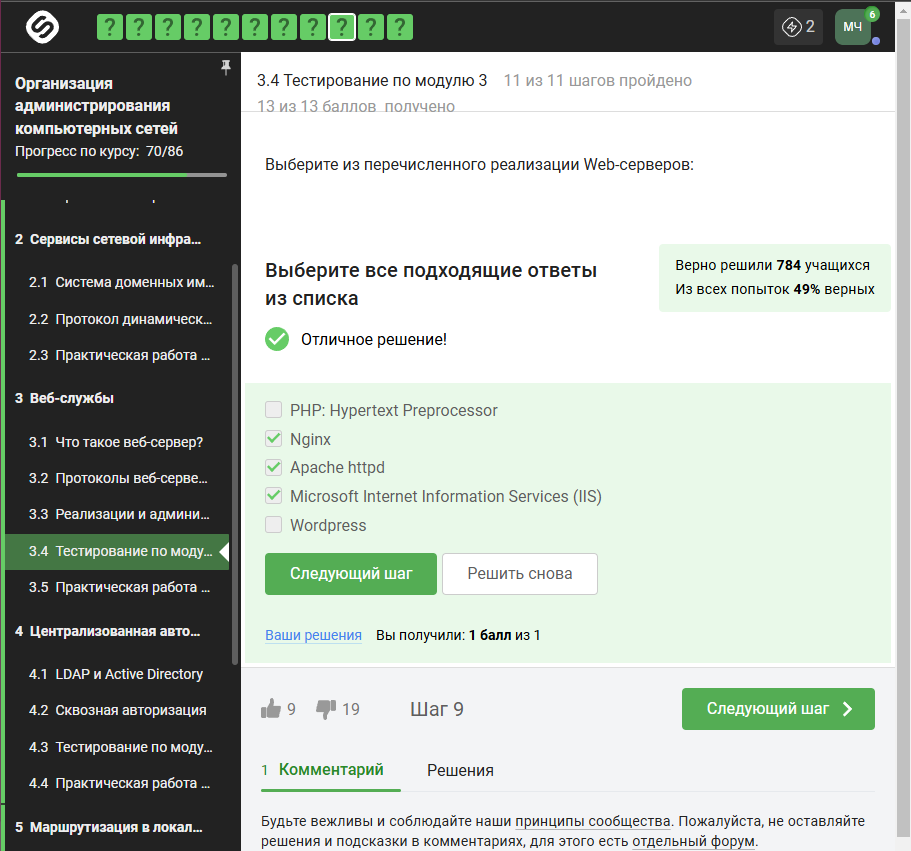 ? ? ? ? ? ? ? ? ? ? ?
2
МЧ
6
Организация
администрирования
компьютерных сетей
Прогресс по курсу: 70/86
2 Сервисы сетевой инфра...
2.1 Система доменных им...
2.2 Протокол динамическ...
2.3 Практическая работа ...
3 Веб-службы
3.1 Что такое веб-сервер?
3.2 Протоколы веб-серве...
3.3 Реализации и админи...
3.4 Тестирование по моду...
3.5 Практическая работа ...
4 Централизованная авто...
4.1 LDAP и Active Directory
4.2 Сквозная авторизация
4.3 Тестирование по моду...
4.4 Практическая работа ...
5 Маршрутизация в локал...
3.4 Тестирование по модулю 3 11 из 11 шагов пройдено
13 из 13 баллов получено
Выберите из перечисленного реализации Web-серверов:
Выберите все подходящие ответы
из списка
Верно решили 784 учащихся
Из всех попыток 49% верных
Отличное решение!
PHP: Hypertext Preprocessor
Nginx
Apache httpd
Microsoft Internet Information Services (IIS)
Wordpress
Следующий шаг Решить снова
Ваши решения Вы получили: 1 балл из 1
9 19 Шаг 9 Следующий шаг
1 Комментарий Решения
Будьте вежливы и соблюдайте наши принципы сообщества. Пожалуйста, не оставляйте
решения и подсказки в комментариях, для этого есть отдельный форум.